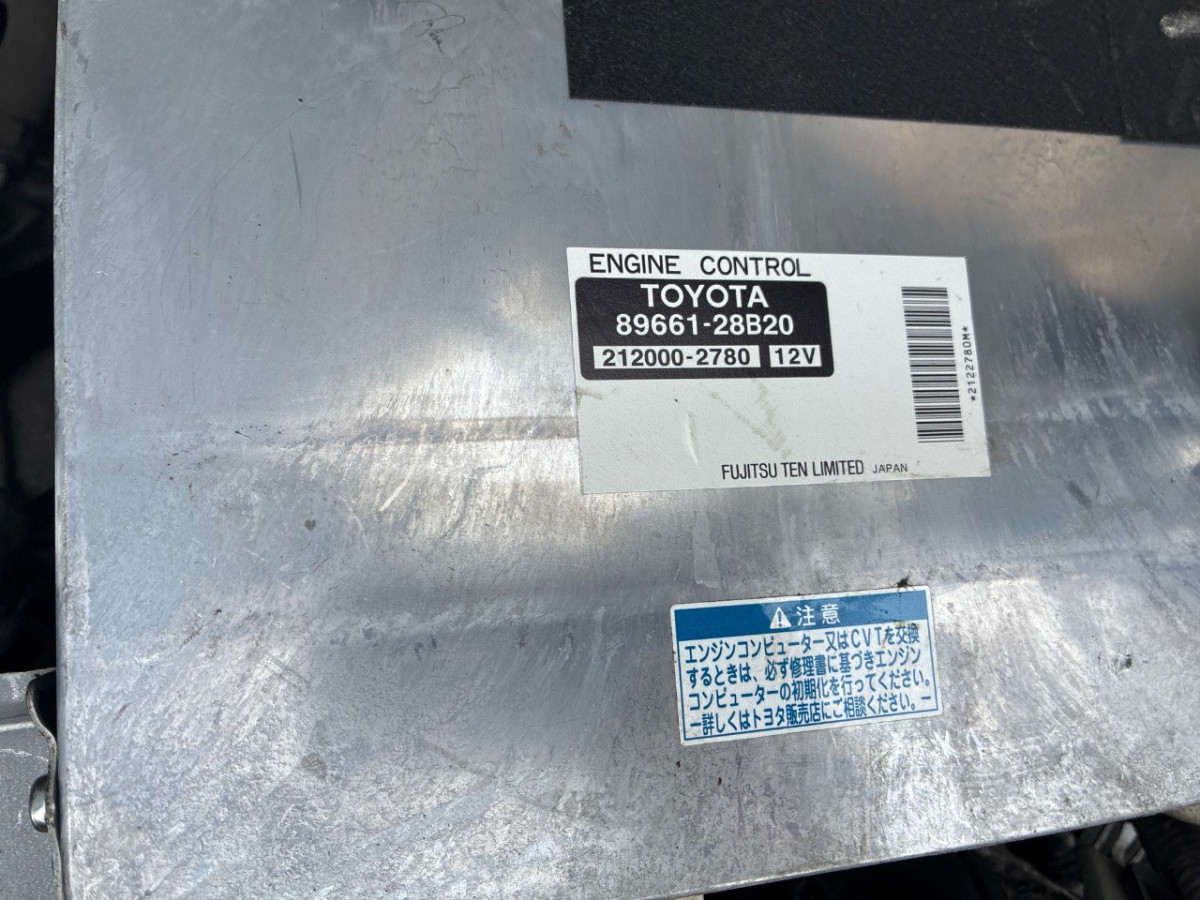 ENGINE CONTROL
TOYOTA
89661-28B20
212000-2780 12V
*2122780M*
FUJITSU TEN LIMITED JAPAN
⚠注意
エンジンコンピューター又はCVTを交換
するときは、必ず修理書に基づきエンジン
コンピューターの初期化を行ってください。
ー詳しくはトヨタ販売店にご相談ください。ー